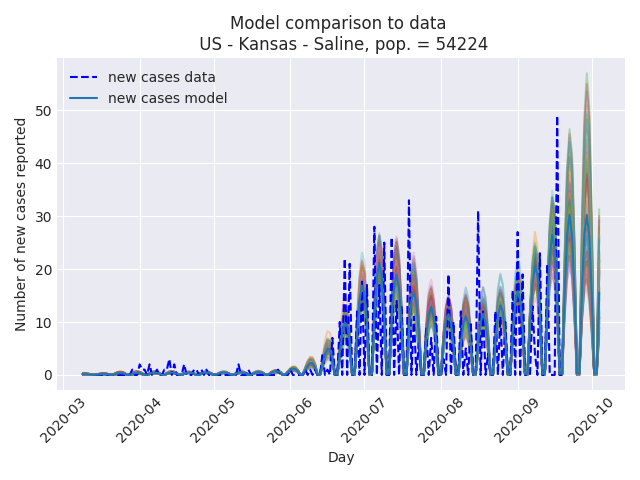 Model comparison to data
US - Kansas - Saline, pop. = 54224
new cases data
new cases model
Number of new cases reported
50
40
30
20
10
0
2020-03
2020-04
2020-05
2020-06
2020-07
2020-08
2020-09
2020-10
Day